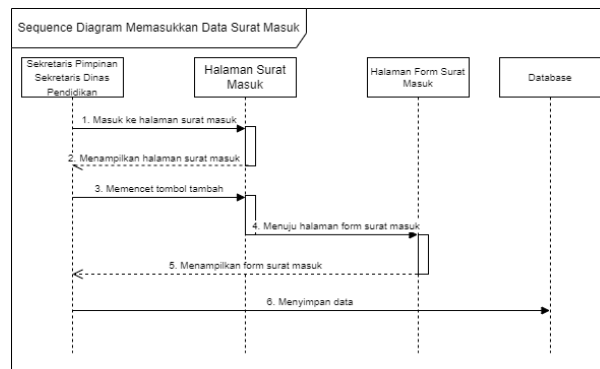 Sequence Diagram Memasukkan Data Surat Masuk
Sekretaris Pimpinan
Sekretaris Dinas
Pendidikan
Halaman Surat
Masuk
Halaman Form Surat
Masuk
Database
1. Masuk ke halaman surat masuk
2. Menampilkan halaman surat masuk
3. Memencet tombol tambah
4. Menuju halaman form surat masuk
5. Menampilkan form surat masuk
6. Menyimpan data